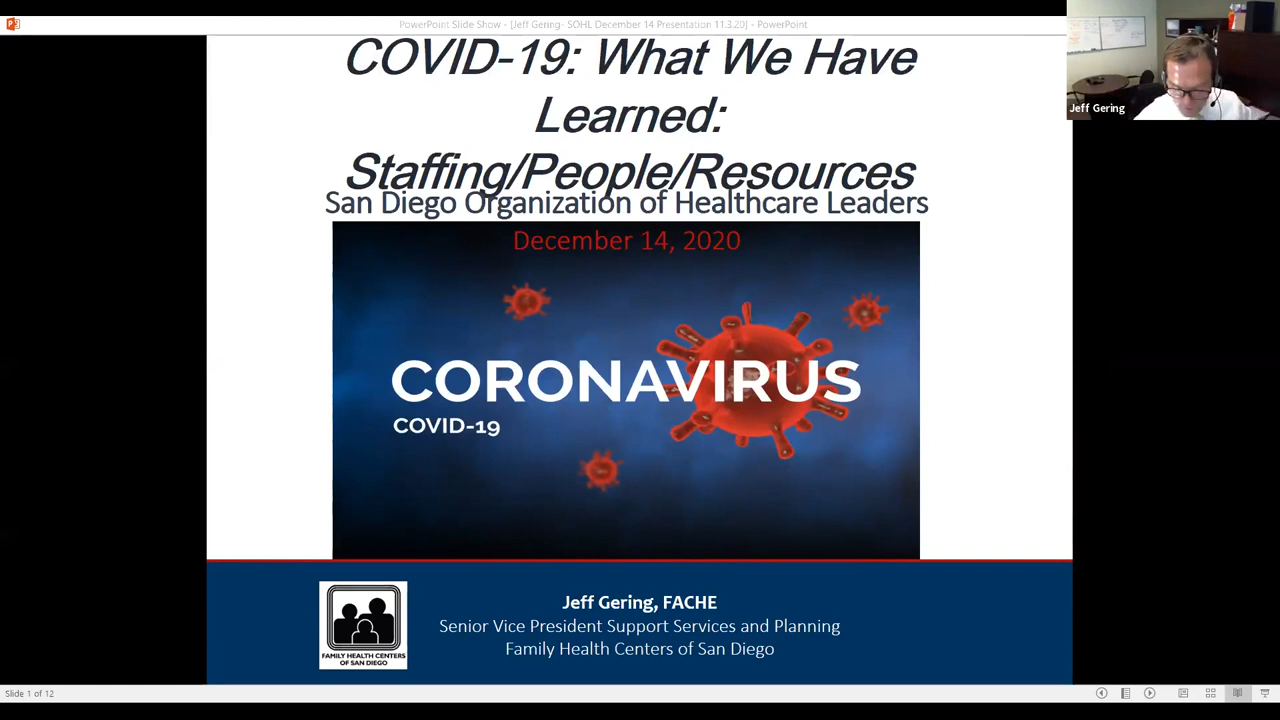 PowerPoint Slide Show - [Jeff Gering- SOHL December 14 Presentation 11.3.20] - PowerPoint
Jeff Gering
COVID-19: What We Have
Learned:
Staffing/People/Resources
San Diego Organization of Healthcare Leaders
December 14, 2020
CORONAVIRUS
COVID-19
FAMILY HEALTH CENTERS
OF SAN DIEGO
Jeff Gering, FACHE
Senior Vice President Support Services and Planning
Family Health Centers of San Diego
Slide 1 of 12